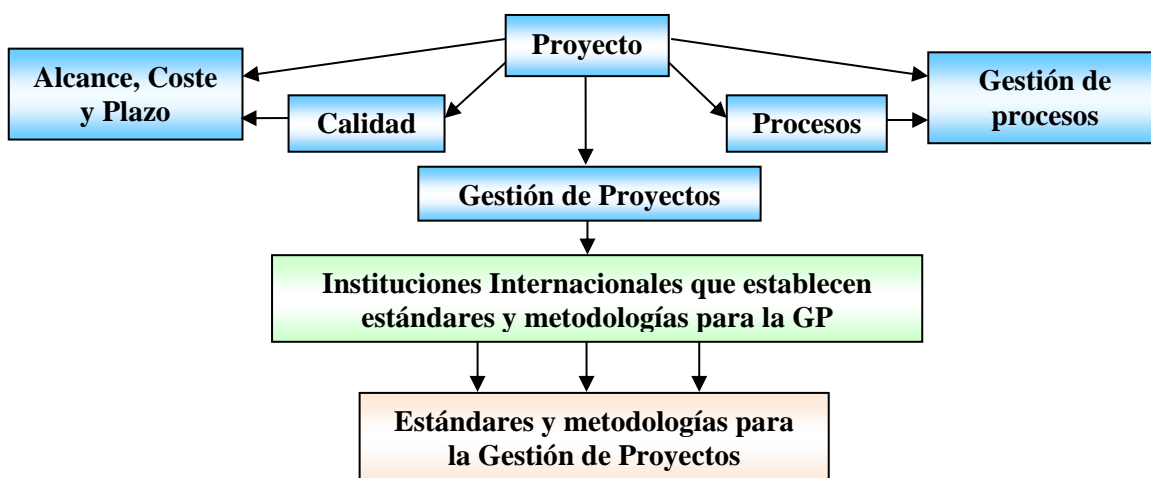 Proyecto
Alcance, Coste
y Plazo
Calidad
Procesos
Gestión de
procesos
Gestión de Proyectos
Instituciones Internacionales que establecen
estándares y metodologías para la GP
Estándares y metodologías para
la Gestión de Proyectos